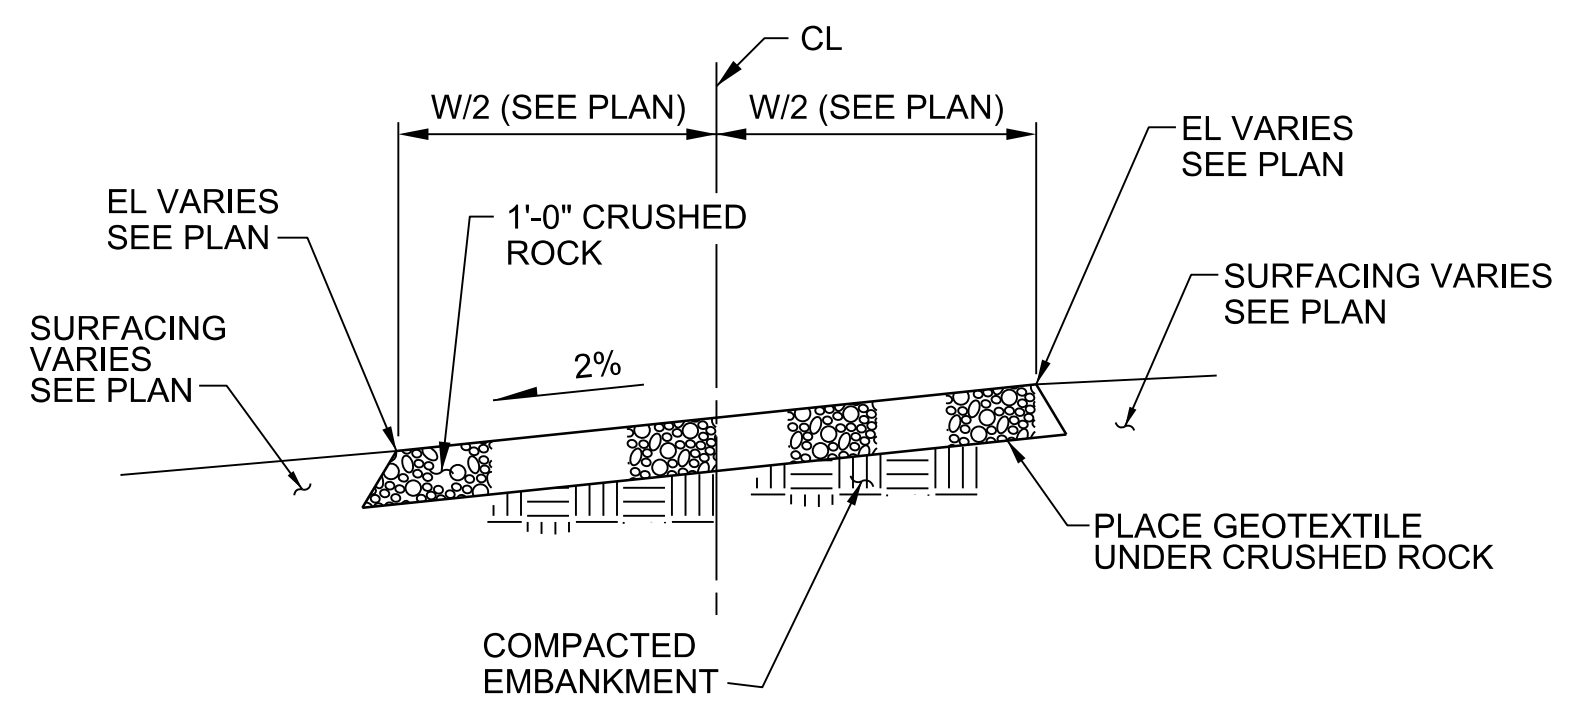 CL
W/2 (SEE PLAN)
W/2 (SEE PLAN)
EL VARIES
SEE PLAN
EL VARIES
SEE PLAN
1'-0" CRUSHED
ROCK
SURFACING VARIES
SEE PLAN
SURFACING
VARIES
SEE PLAN
2%
PLACE GEOTEXTILE
UNDER CRUSHED ROCK
COMPACTED
EMBANKMENT